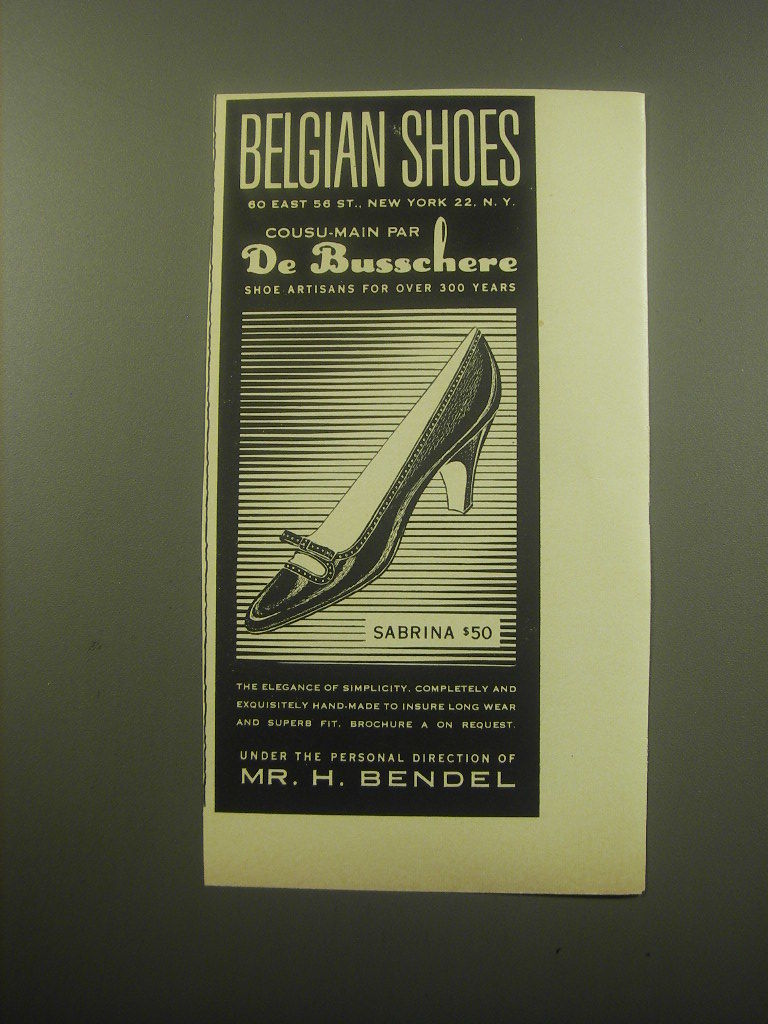 BELGIAN SHOES
60 EAST 56 ST., NEW YORK 22, N. Y.
COUSU-MAIN PAR
De Busschere
SHOE ARTISANS FOR OVER 300 YEARS
SABRINA $50
THE ELEGANCE OF SIMPLICITY. COMPLETELY AND
EXQUISITELY HAND-MADE TO INSURE LONG WEAR
AND SUPERB FIT. BROCHURE A ON REQUEST.
UNDER THE PERSONAL DIRECTION OF
MR. H. BENDEL